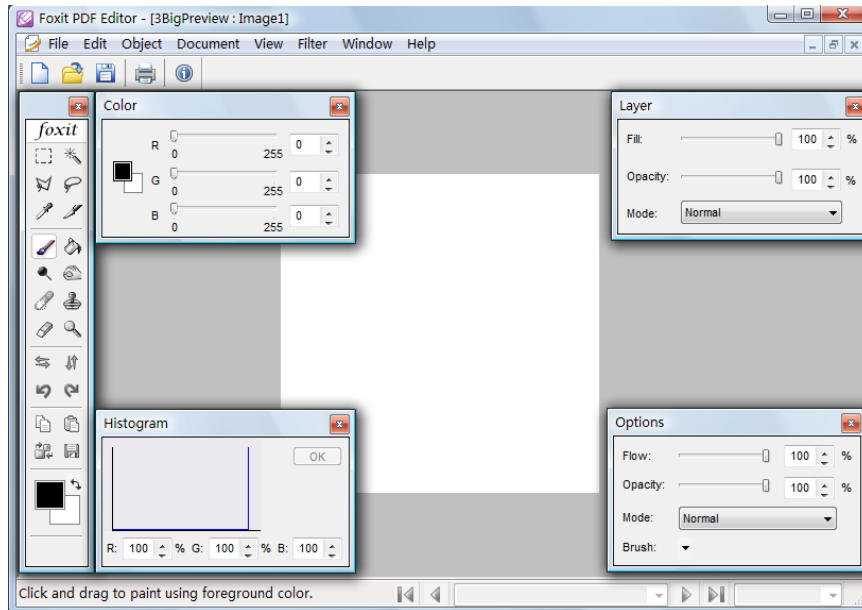 Foxit PDF Editor - [3BigPreview : Image1]
File Edit Object Document View Filter Window Help
foxit
Color
R 0 255 0
G 0 255 0
B 0 255 0
Layer
Fill: 100 %
Opacity: 100 %
Mode: Normal
Histogram
OK
R: 100 % G: 100 % B: 100
Options
Flow: 100 %
Opacity: 100 %
Mode: Normal
Brush:
Click and drag to paint using foreground color.